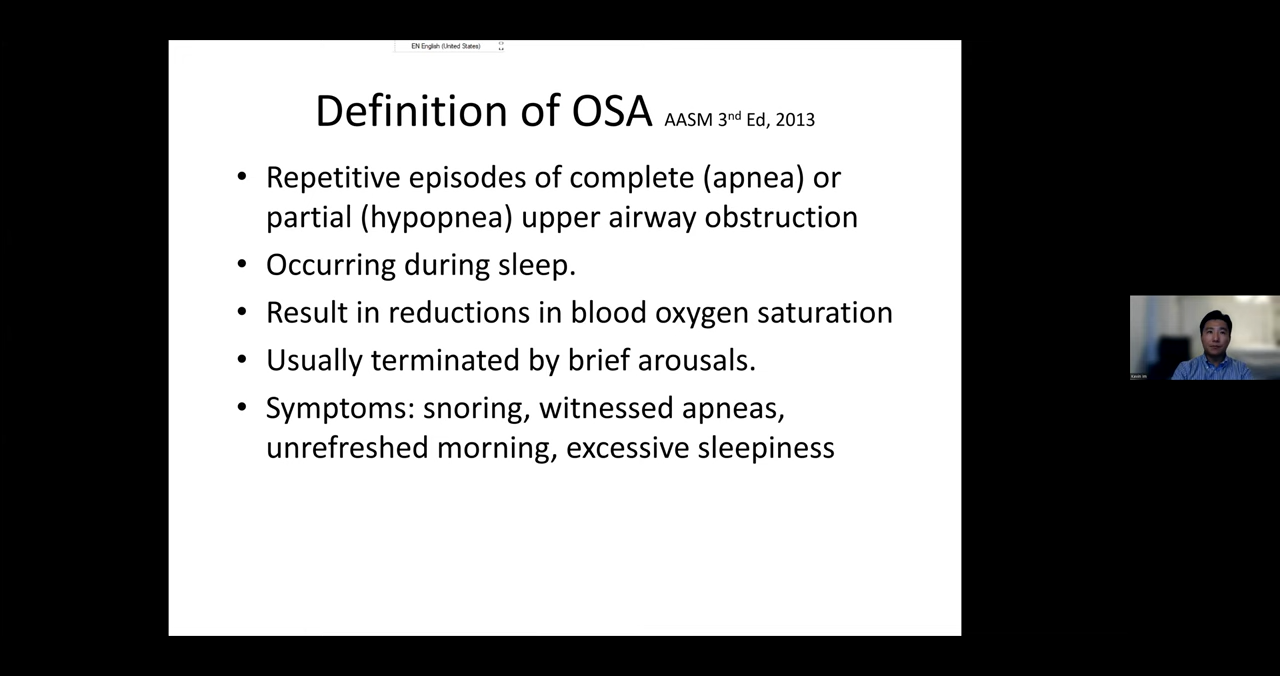 EN English (United States)
Definition of OSA AASM 3nd Ed, 2013
• Repetitive episodes of complete (apnea) or
partial (hypopnea) upper airway obstruction
• Occurring during sleep.
• Result in reductions in blood oxygen saturation
• Usually terminated by brief arousals.
• Symptoms: snoring, witnessed apneas,
unrefreshed morning, excessive sleepiness